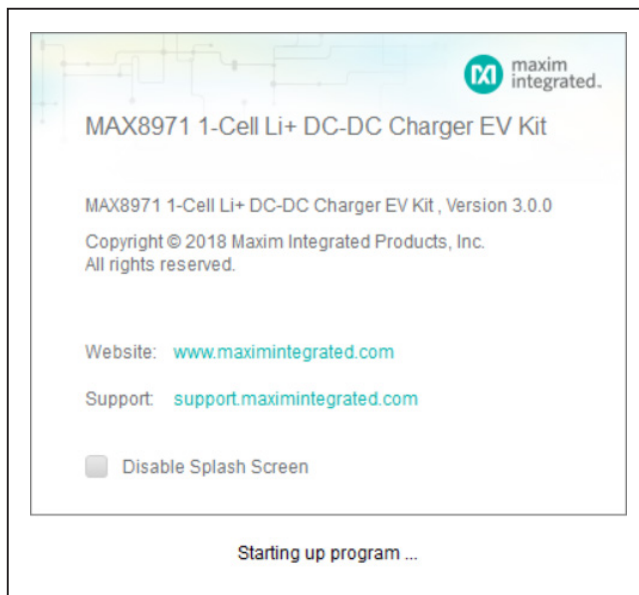 maxim
integrated™
MAX8971 1-Cell Li+ DC-DC Charger EV Kit
MAX8971 1-Cell Li+ DC-DC Charger EV Kit , Version 3.0.0
Copyright © 2018 Maxim Integrated Products, Inc.
All rights reserved.
Website: www.maximintegrated.com
Support: support.maximintegrated.com
Disable Splash Screen
Starting up program ...